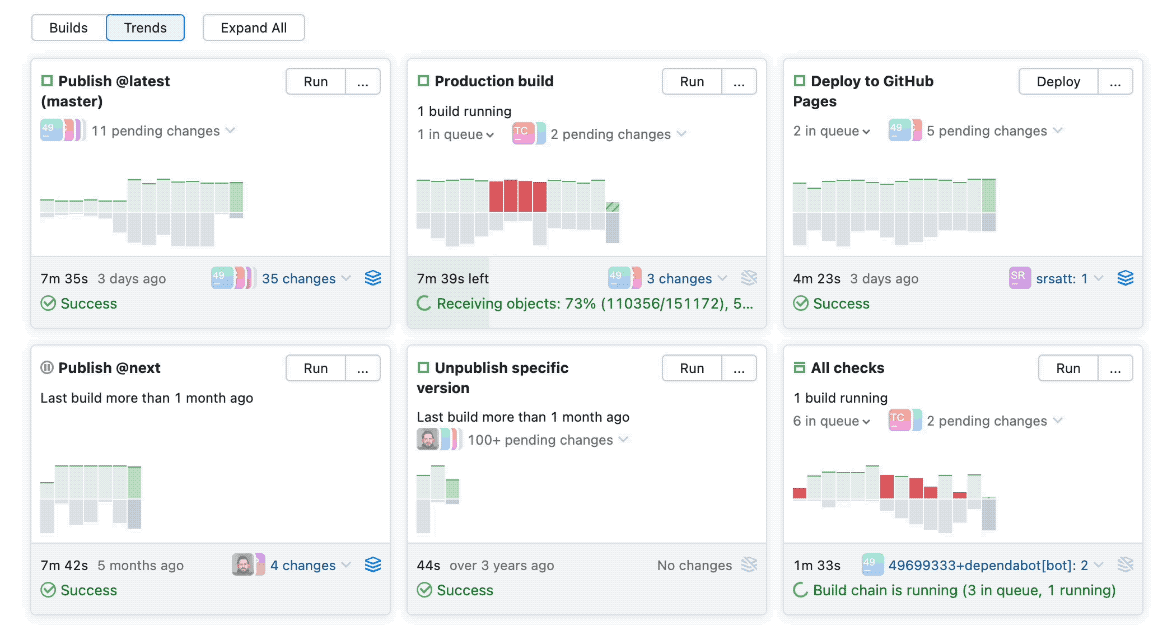 Builds Trends Expand All
Publish @latest
(master)
Run ...
49 11 pending changes
7m 35s 3 days ago 49 35 changes
Success
Production build
Run ...
1 build running
1 in queue TC 2 pending changes
7m 39s left 49 3 changes
Receiving objects: 73% (110356/151172), 5...
Deploy to GitHub
Pages
Deploy ...
2 in queue 49 5 pending changes
4m 23s 3 days ago SR srsatt: 1
Success
Publish @next
Run ...
Last build more than 1 month ago
7m 42s 5 months ago 4 changes
Success
Unpublish specific
version
Run ...
Last build more than 1 month ago
100+ pending changes
44s over 3 years ago No changes
Success
All checks
Run ...
1 build running
6 in queue TC 2 pending changes
1m 33s 49 49699333+dependabot[bot]: 2
Build chain is running (3 in queue, 1 running)